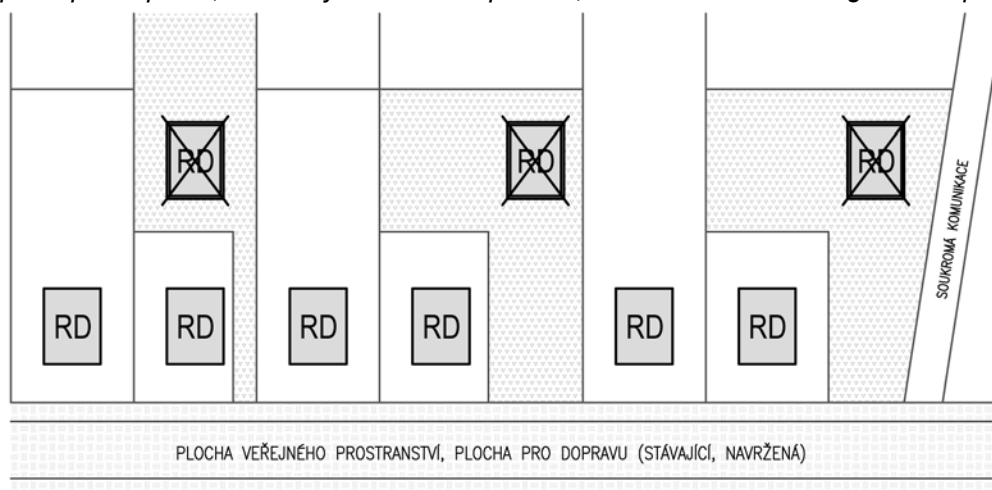 RD RD RD
SOUKROMÁ KOMUNIKACE
RD RD RD RD RD RD
PLOCHA VEŘEJNÉHO PROSTRANSTVÍ, PLOCHA PRO DOPRAVU (STÁVAJÍCÍ, NAVRŽENÁ)